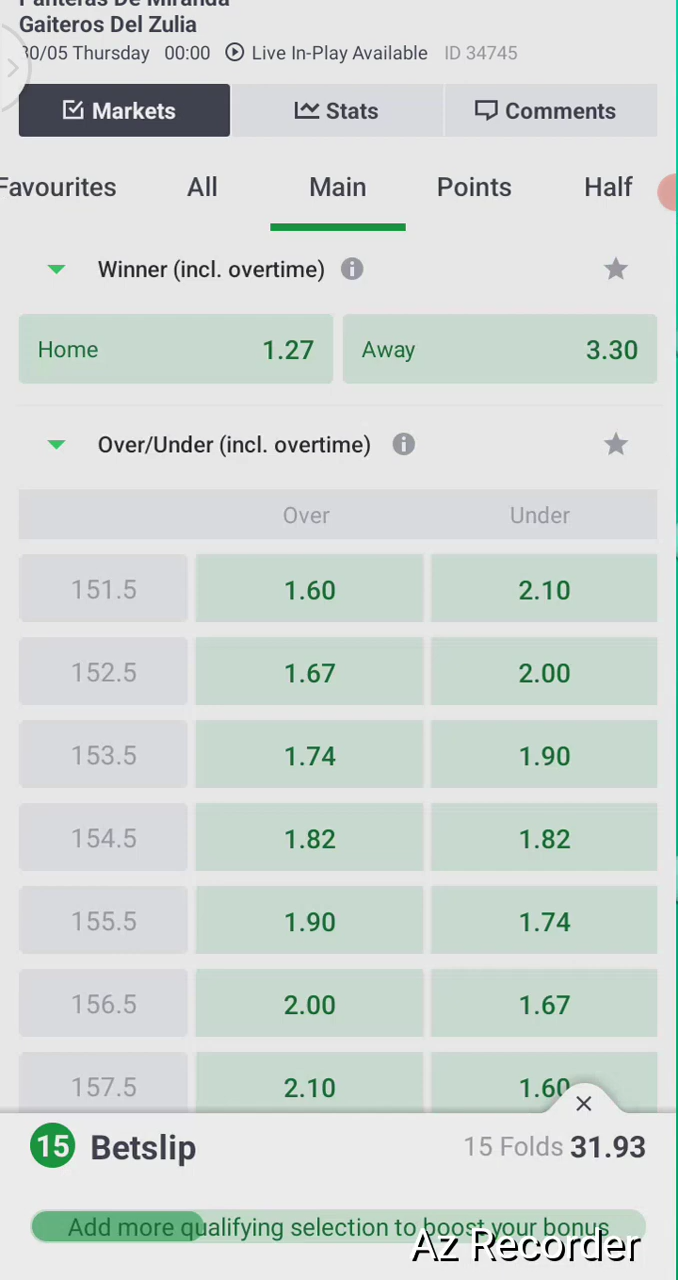 Panteras De Miranda
Gaiteros Del Zulia
30/05 Thursday 00:00 Live In-Play Available ID 34745
Markets Stats Comments
Favourites All Main Points Half
Winner (incl. overtime)
Home 1.27 Away 3.30
Over/Under (incl. overtime)
Over Under
151.5 1.60 2.10
152.5 1.67 2.00
153.5 1.74 1.90
154.5 1.82 1.82
155.5 1.90 1.74
156.5 2.00 1.67
157.5 2.10 1.60
15 Betslip 15 Folds 31.93
Add more qualifying selection to boost your bonus
Az Recorder